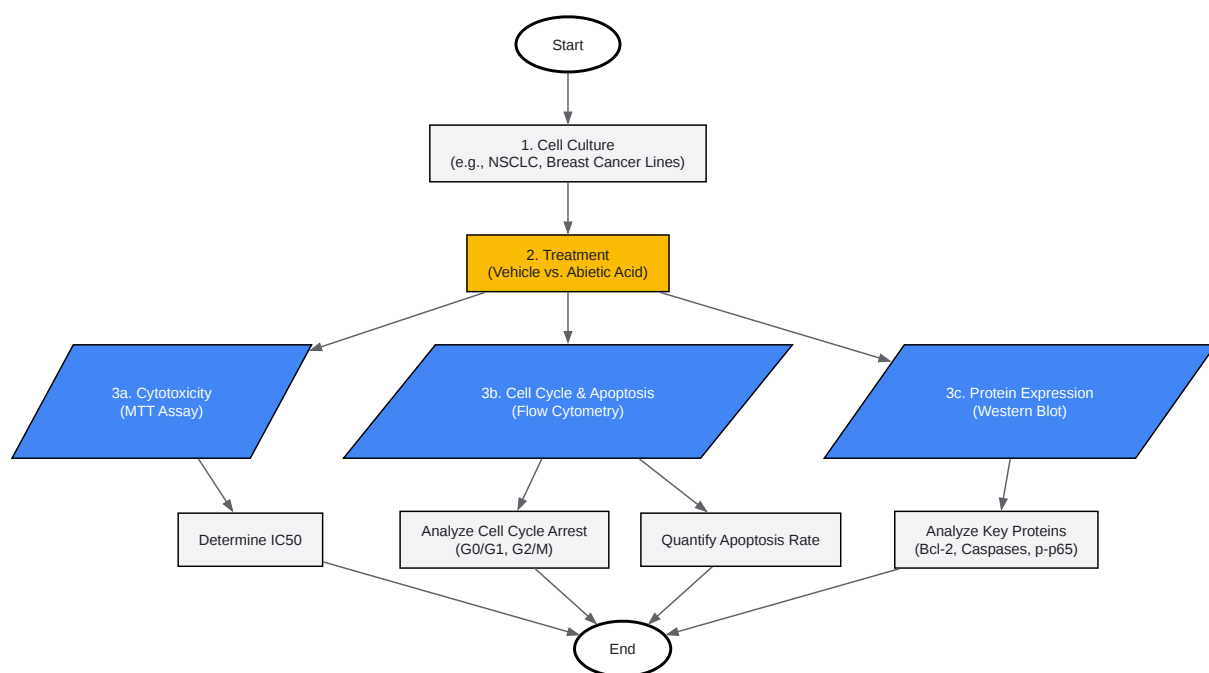 Start
1. Cell Culture
(e.g., NSCLC, Breast Cancer Lines)
2. Treatment
(Vehicle vs. Abietic Acid)
3a. Cytotoxicity
(MTT Assay)
3b. Cell Cycle & Apoptosis
(Flow Cytometry)
3c. Protein Expression
(Western Blot)
Determine IC50
Analyze Cell Cycle Arrest
(G0/G1, G2/M)
Quantify Apoptosis Rate
Analyze Key Proteins
(Bcl-2, Caspases, p-p65)
End